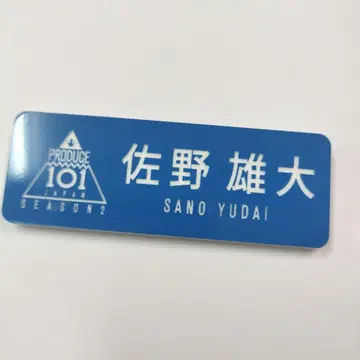 PRODUCE
101
JAPAN
SEASON2
佐野 雄大
SANO YUDAI